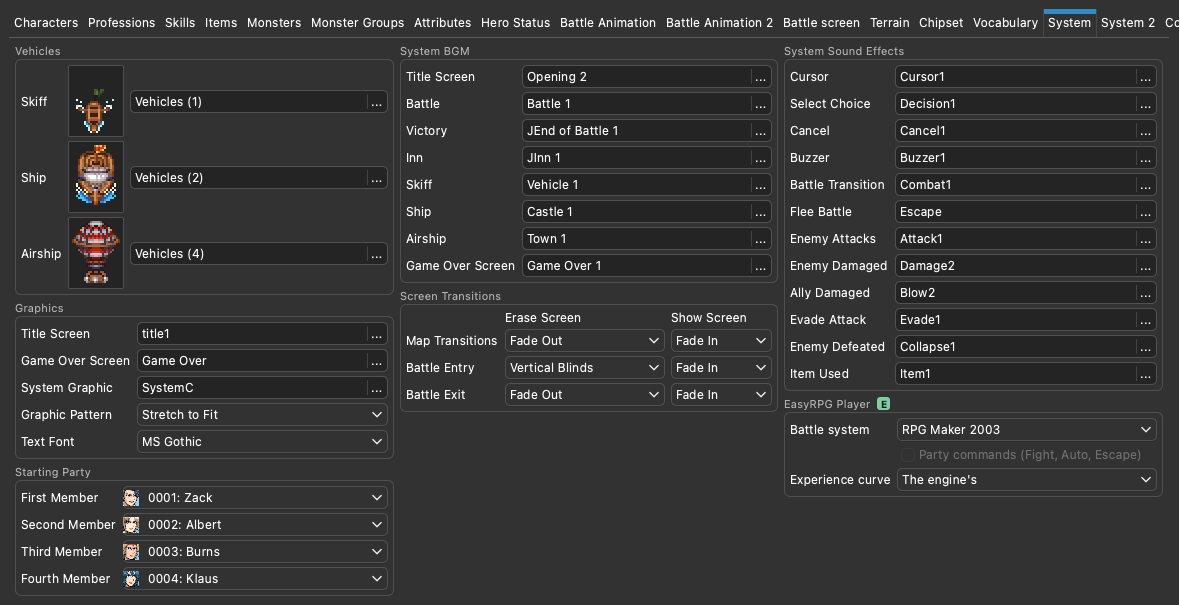 Characters Professions Skills Items Monsters Monster Groups Attributes Hero Status Battle Animation Battle Animation 2 Battle screen Terrain Chipset Vocabulary System System 2 Co
Vehicles
Skiff Vehicles (1) ...
Ship Vehicles (2) ...
Airship Vehicles (4) ...
Graphics
Title Screen title1 ...
Game Over Screen Game Over ...
System Graphic SystemC ...
Graphic Pattern Stretch to Fit
Text Font MS Gothic
Starting Party
First Member 0001: Zack
Second Member 0002: Albert
Third Member 0003: Burns
Fourth Member 0004: Klaus
System BGM
Title Screen Opening 2 ...
Battle Battle 1 ...
Victory JEnd of Battle 1 ...
Inn JInn 1 ...
Skiff Vehicle 1 ...
Ship Castle 1 ...
Airship Town 1 ...
Game Over Screen Game Over 1 ...
Screen Transitions
Erase Screen Show Screen
Map Transitions Fade Out Fade In
Battle Entry Vertical Blinds Fade In
Battle Exit Fade Out Fade In
System Sound Effects
Cursor Cursor1 ...
Select Choice Decision1 ...
Cancel Cancel1 ...
Buzzer Buzzer1 ...
Battle Transition Combat1 ...
Flee Battle Escape ...
Enemy Attacks Attack1 ...
Enemy Damaged Damage2 ...
Ally Damaged Blow2 ...
Evade Attack Evade1 ...
Enemy Defeated Collapse1 ...
Item Used Item1 ...
EasyRPG Player E
Battle system RPG Maker 2003
Party commands (Fight, Auto, Escape)
Experience curve The engine's